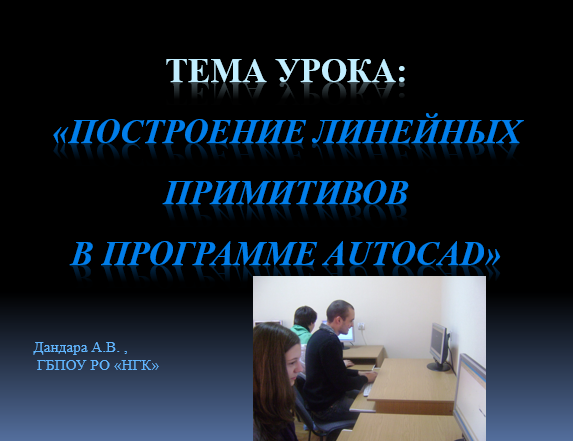 ТЕМА УРОКА:
«ПОСТРОЕНИЕ ЛИНЕЙНЫХ
ПРИМИТИВОВ
В ПРОГРАММЕ AUTOCAD»
Дандара А.В. ,
ГБПОУ РО «НГК»